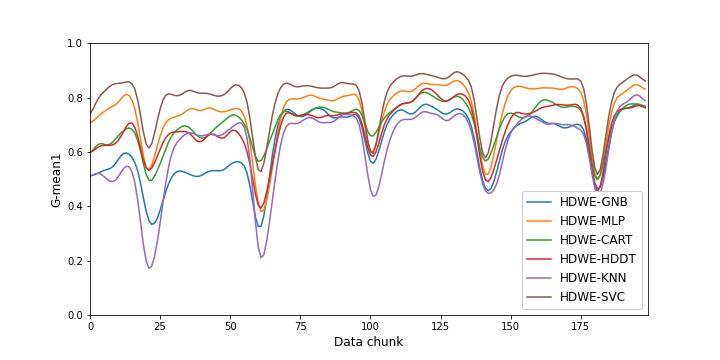 1.0
0.8
0.6
0.4
0.2
0.0
G-mean1
0 25 50 75 100 125 150 175
Data chunk
HDWE-GNB
HDWE-MLP
HDWE-CART
HDWE-HDDT
HDWE-KNN
HDWE-SVC